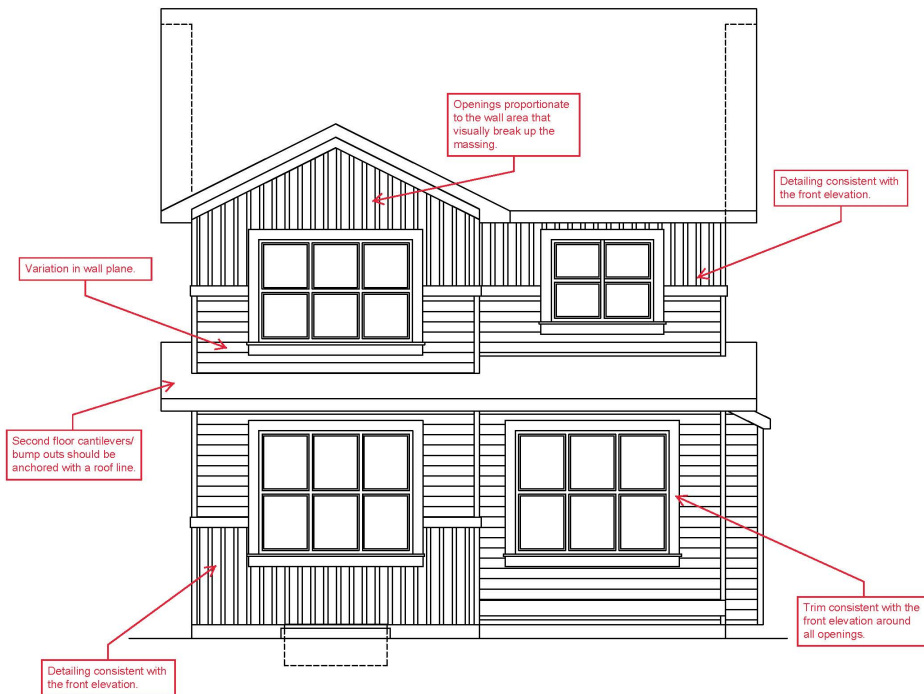 Openings proportionate
to the wall area that
visually break up the
massing.
Detailing consistent with
the front elevation.
Variation in wall plane.
Second floor cantilevers/
bump outs should be
anchored with a roof line.
Trim consistent with the
front elevation around
all openings.
Detailing consistent with
the front elevation.